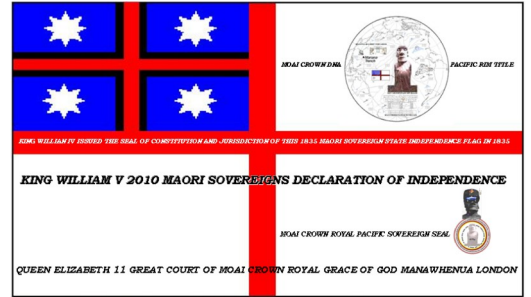 MOAI CROWN DNA
PACIFIC RIM TITLE
KING WILLIAM IV ISSUED THE SEAL OF CONSTITUTION AND JURISDICTION OF THIS 1835 MAORI SOVEREIGN STATE INDEPENDENCE FLAG IN 1835
KING WILLIAM V 2010 MAORI SOVEREIGNS DECLARATION OF INDEPENDENCE
MOAI CROWN ROYAL PACIFIC SOVEREIGN SEAL
QUEEN ELIZABETH 11 GREAT COURT OF MOAI CROWN ROYAL GRACE OF GOD MANAWHENUA LONDON